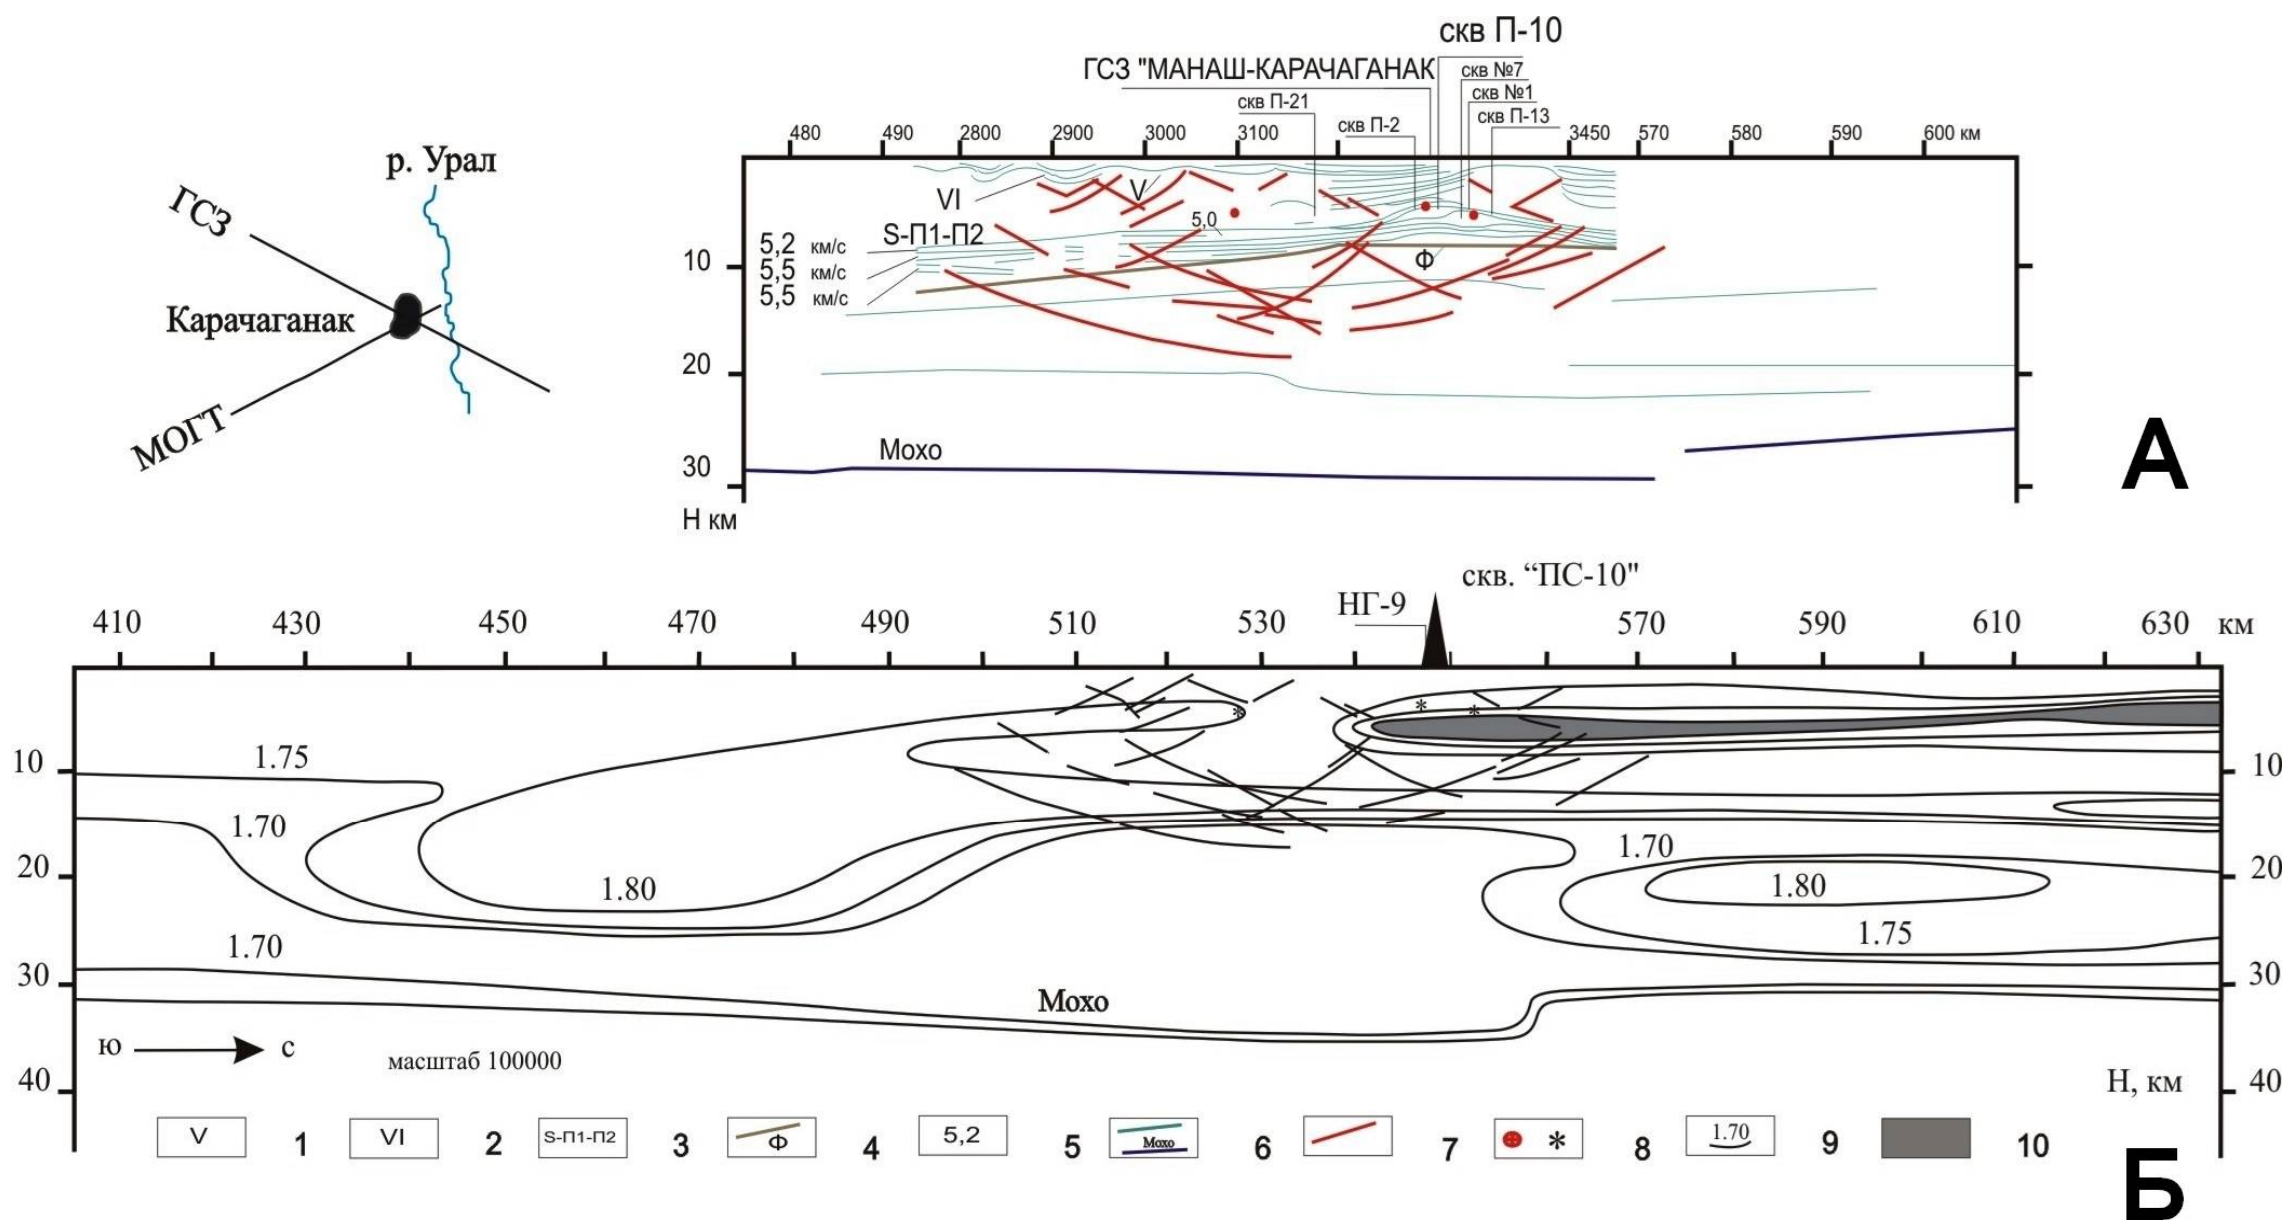 скв П-10
ГСЗ "МАНАШ-КАРАЧАГАНАК
скв №7
скв П-21
скв №1
скв П-2
скв П-13
480 490 2800 2900 3000 3100 3450 570 580 590 600 км
р. Урал
ГСЗ
Карачаганак
МОГТ
VI
V
S-П1-П2
5,0
5,2 км/с
5,5 км/с
5,5 км/с
Ф
10
20
30
Мохо
Н км
А
скв. “ПС-10"
НГ-9
410 430 450 470 490 510 530 570 590 610 630 км
10 1.75 10
1.70 1.70
20 1.80 1.80 20
1.70 1.75
30 30
Мохо
ю с
масштаб 100000
40 Н, км 40
V 1 VI 2 S-П1-П2 3 Ф 4 5,2 5 Мохо 6 7 * 8 1.70 9 10
Б